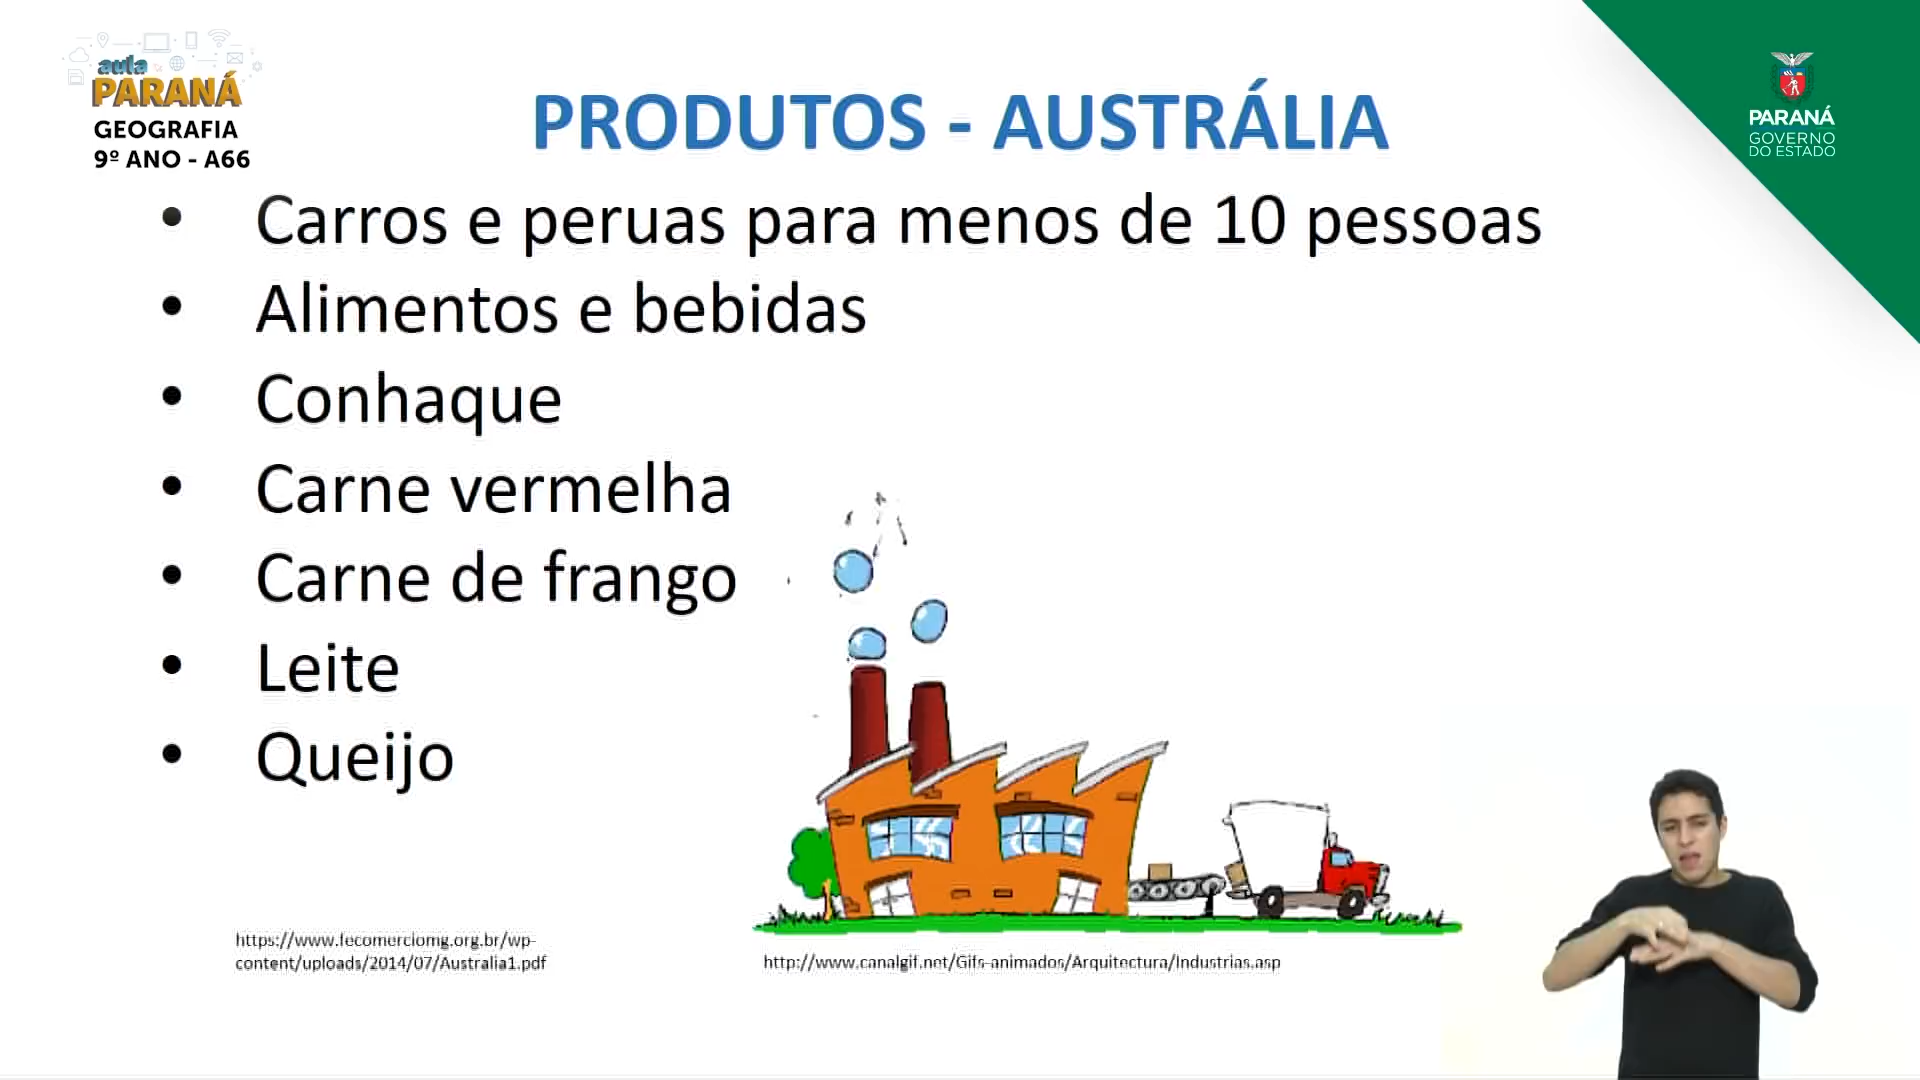 aula
PARANÁ
GEOGRAFIA
9º ANO - A66
PRODUTOS - AUSTRÁLIA
PARANÁ
GOVERNO
DO ESTADO
• Carros e peruas para menos de 10 pessoas
• Alimentos e bebidas
• Conhaque
• Carne vermelha
• Carne de frango
• Leite
• Queijo
https://www.fecomerciomg.org.br/wp-
content/uploads/2014/07/Australia1.pdf
http://www.canalgif.net/Gifs-animados/Arquitectura/Industrias.asp